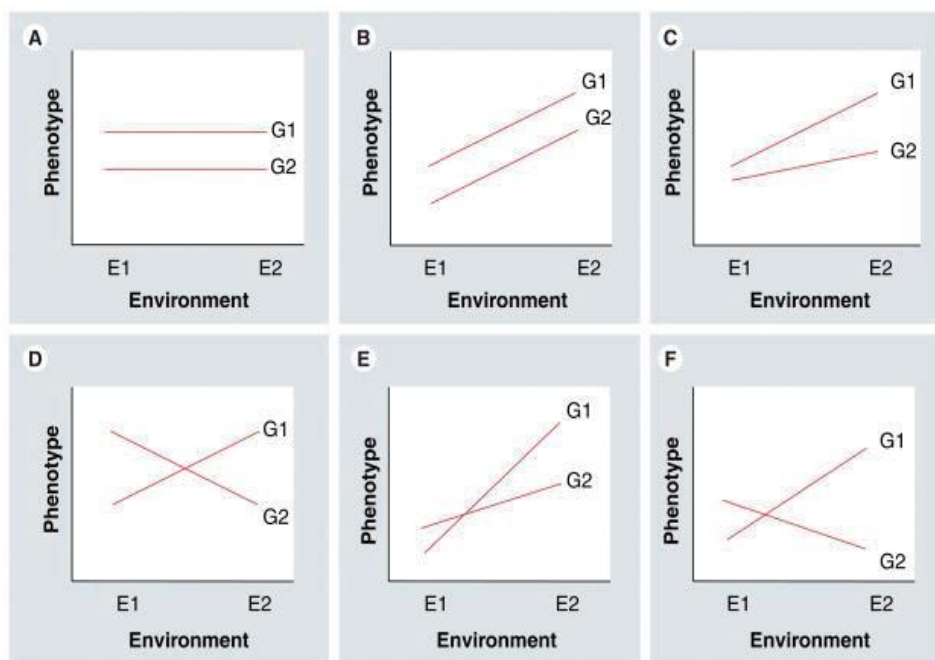 A
Phenotype
G1
G2
E1 E2
Environment
B
Phenotype
G1
G2
E1 E2
Environment
C
Phenotype
G1
G2
E1 E2
Environment
D
Phenotype
G1
G2
E1 E2
Environment
E
Phenotype
G1
G2
E1 E2
Environment
F
Phenotype
G1
G2
E1 E2
Environment